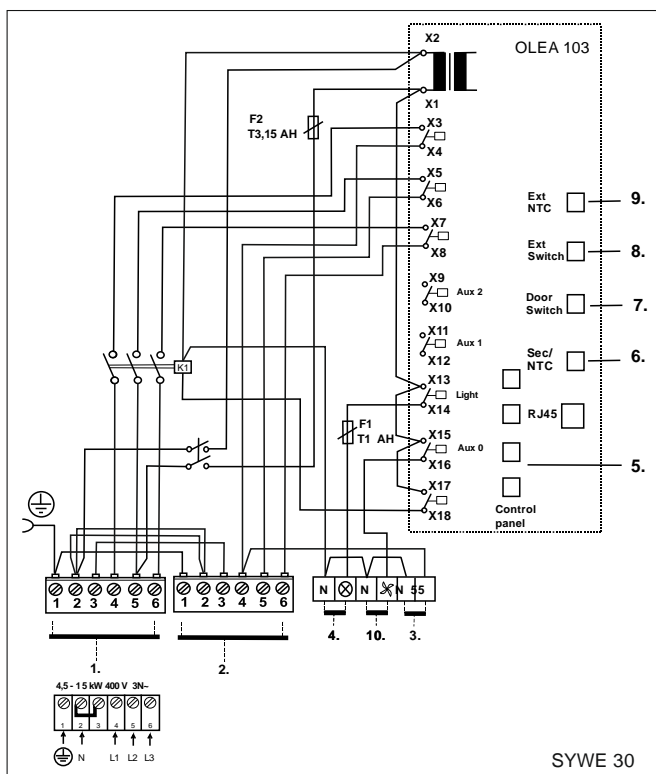 X2
OLEA 103
X1
F2
T3,15 AH
X3
X4
X5
X6
Ext
NTC
9.
X7
X8
Ext
Switch
8.
X9
X10
Aux 2
Door
Switch
7.
X11
X12
Aux 1
Sec/
NTC
6.
K1
X13
X14
Light
RJ45
F1
T1 AH
X15
X16
Aux 0
5.
X17
X18
Control
panel
1 2 3 4 5 6
1 2 3 4 5 6
N N N 55
4. 10. 3.
1. 2.
4,5 - 15 kW 400 V 3N~
1 2 3 4 5 6
N L1 L2 L3
SYWE 30